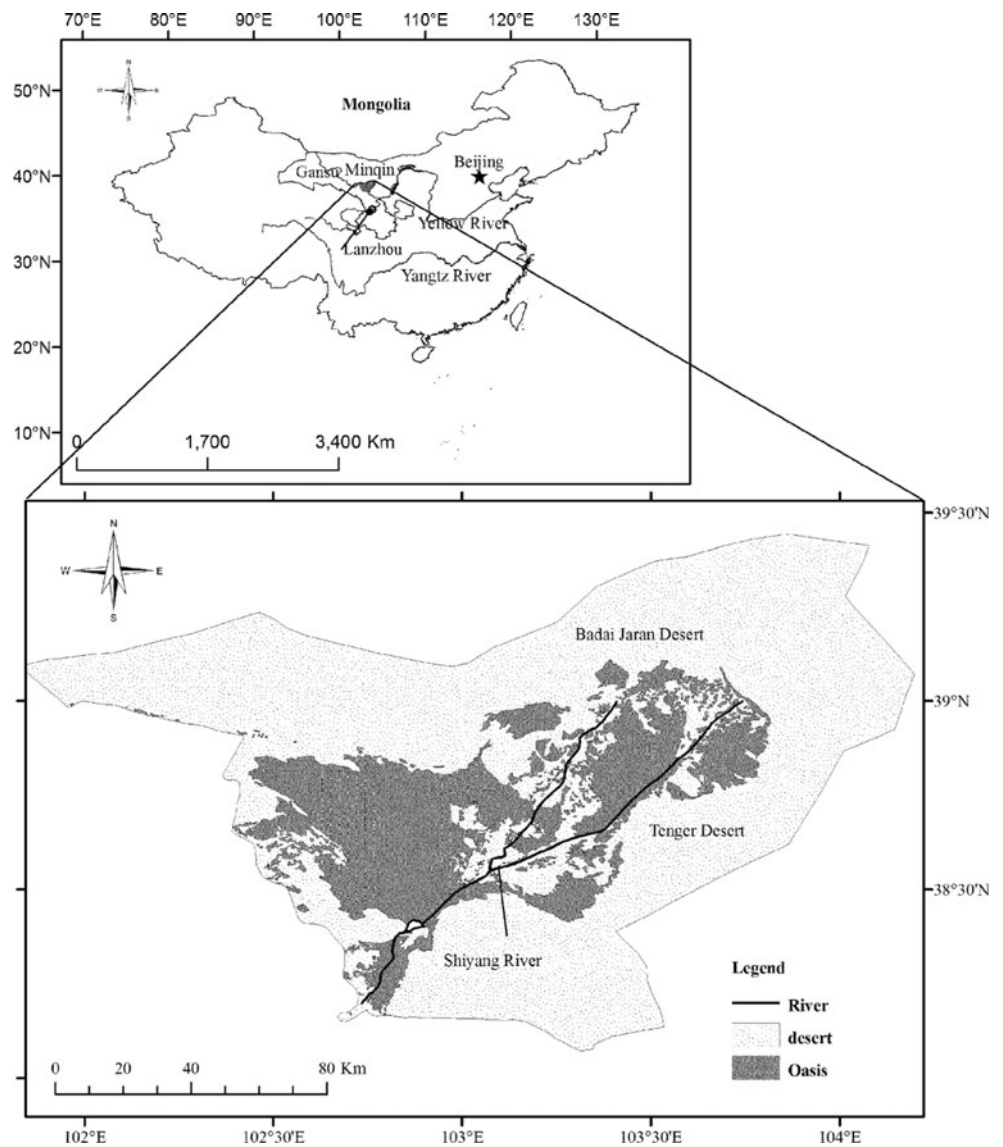 70°E 80°E 90°E 100°E 110°E 120°E 130°E
50°N
40°N
30°N
20°N
10°N
N
S
Mongolia
Beijing
Gansu
Minqin
Yellow River
Lanzhou
Yangtz River
0 1,700 3,400 Km
39°30'N
39°N
38°30'N
N
W E
S
Badai Jaran Desert
Tenger Desert
Shiyang River
Legend
River
desert
Oasis
0 20 40 60 80 Km
102°E 102°30'E 103°E 103°30'E 104°E